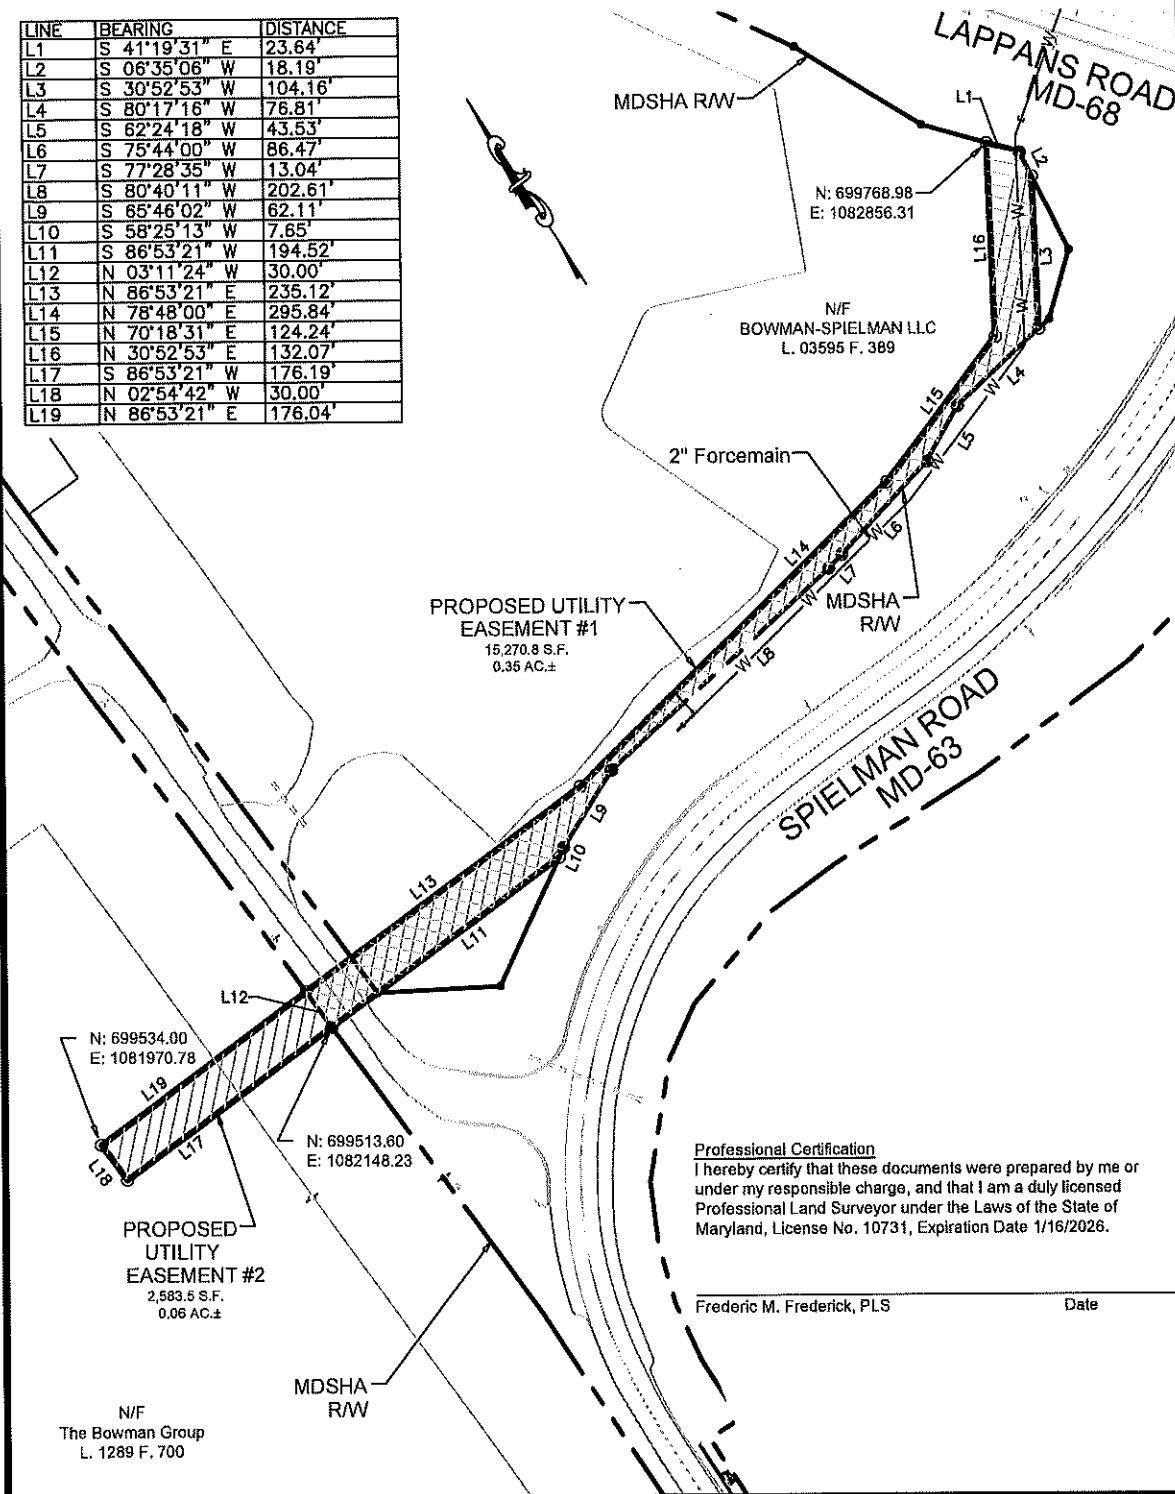 LINE BEARING DISTANCE
L1 S 41°19'31" E 23.64'
L2 S 06°35'06" W 18.19'
L3 S 30°52'53" W 104.16'
L4 S 80°17'16" W 76.81'
L5 S 62°24'18" W 43.53'
L6 S 75°44'00" W 86.47'
L7 S 77°28'35" W 13.04'
L8 S 80°40'11" W 202.61'
L9 S 65°46'02" W 62.11'
L10 S 58°25'13" W 7.65'
L11 S 86°53'21" W 194.52'
L12 N 03°11'24" W 30.00'
L13 N 86°53'21" E 235.12'
L14 N 78°48'00" E 295.84'
L15 N 70°18'31" E 124.24'
L16 N 30°52'53" E 132.07'
L17 S 86°53'21" W 176.19'
L18 N 02°54'42" W 30.00'
L19 N 86°53'21" E 176.04'
LAPPANS ROAD
MD-68
W
MDSHA R/W
L1
L2
N: 699768.98
E: 1082856.31
W
L16
L3
W
N/F
BOWMAN-SPIELMAN LLC
L. 03595 F. 389
L4
W
L15
L5
W
2" Forcemain
L6
W
L14
L7
W
MDSHA
R/W
PROPOSED UTILITY
EASEMENT #1
15,270.8 S.F.
0.35 AC.±
L8
W
SPIELMAN ROAD
MD-63
L9
L10
L13
L11
L12
N: 699534.00
E: 1081970.78
L19
L17
L18
N: 699513.60
E: 1082148.23
PROPOSED
UTILITY
EASEMENT #2
2,583.5 S.F.
0.06 AC.±
MDSHA
R/W
N/F
The Bowman Group
L. 1289 F. 700
Professional Certification
I hereby certify that these documents were prepared by me or
under my responsible charge, and that I am a duly licensed
Professional Land Surveyor under the Laws of the State of
Maryland, License No. 10731, Expiration Date 1/16/2026.
Frederic M. Frederick, PLS Date